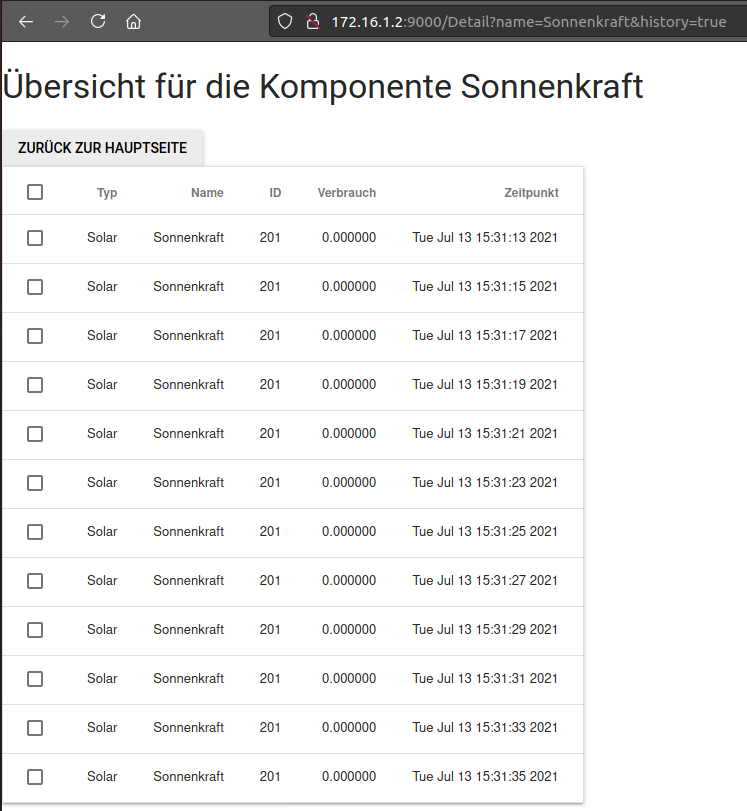 172.16.1.2:9000/Detail?name=Sonnenkraft&history=true
Übersicht für die Komponente Sonnenkraft
ZURÜCK ZUR HAUPTSEITE
Typ Name ID Verbrauch Zeitpunkt
Solar Sonnenkraft 201 0.000000 Tue Jul 13 15:31:13 2021
Solar Sonnenkraft 201 0.000000 Tue Jul 13 15:31:15 2021
Solar Sonnenkraft 201 0.000000 Tue Jul 13 15:31:17 2021
Solar Sonnenkraft 201 0.000000 Tue Jul 13 15:31:19 2021
Solar Sonnenkraft 201 0.000000 Tue Jul 13 15:31:21 2021
Solar Sonnenkraft 201 0.000000 Tue Jul 13 15:31:23 2021
Solar Sonnenkraft 201 0.000000 Tue Jul 13 15:31:25 2021
Solar Sonnenkraft 201 0.000000 Tue Jul 13 15:31:27 2021
Solar Sonnenkraft 201 0.000000 Tue Jul 13 15:31:29 2021
Solar Sonnenkraft 201 0.000000 Tue Jul 13 15:31:31 2021
Solar Sonnenkraft 201 0.000000 Tue Jul 13 15:31:33 2021
Solar Sonnenkraft 201 0.000000 Tue Jul 13 15:31:35 2021